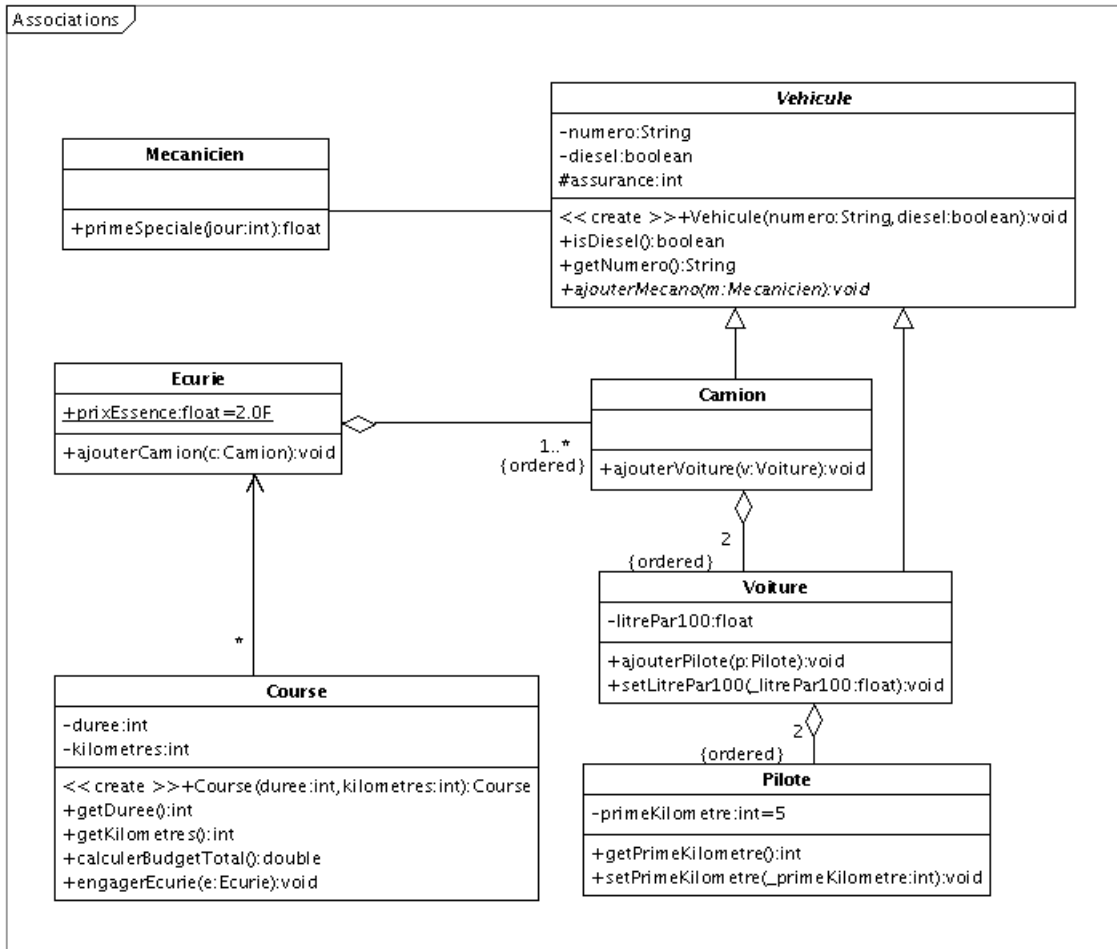 Associations
Vehicule
-numero:String
-diesel:boolean
#assurance:int
<< create >>+Vehicule(numero:String,diesel:boolean):void
+isDiesel():boolean
+getNumero():String
+ajouterMecano(m:Mecanicien):void
Mecanicien
+primeSpeciale(jour:int):float
Ecurie
+prixEssence:float=2.0F
+ajouterCamion(c:Camion):void
1..*
{ordered}
Camion
+ajouterVoiture(v:Voiture):void
2
{ordered}
Voiture
-litrePar100:float
+ajouterPilote(p:Pilote):void
+setLitrePar100(_litrePar100:float):void
*
Course
-duree:int
-kilometres:int
<< create >>+Course(duree:int,kilometres:int):Course
+getDuree():int
+getKilometres():int
+calculerBudgetTotal():double
+engagerEcurie(e:Ecurie):void
2
{ordered}
Pilote
-primeKilometre:int=5
+getPrimeKilometre():int
+setPrimeKilometre(_primeKilometre:int):void